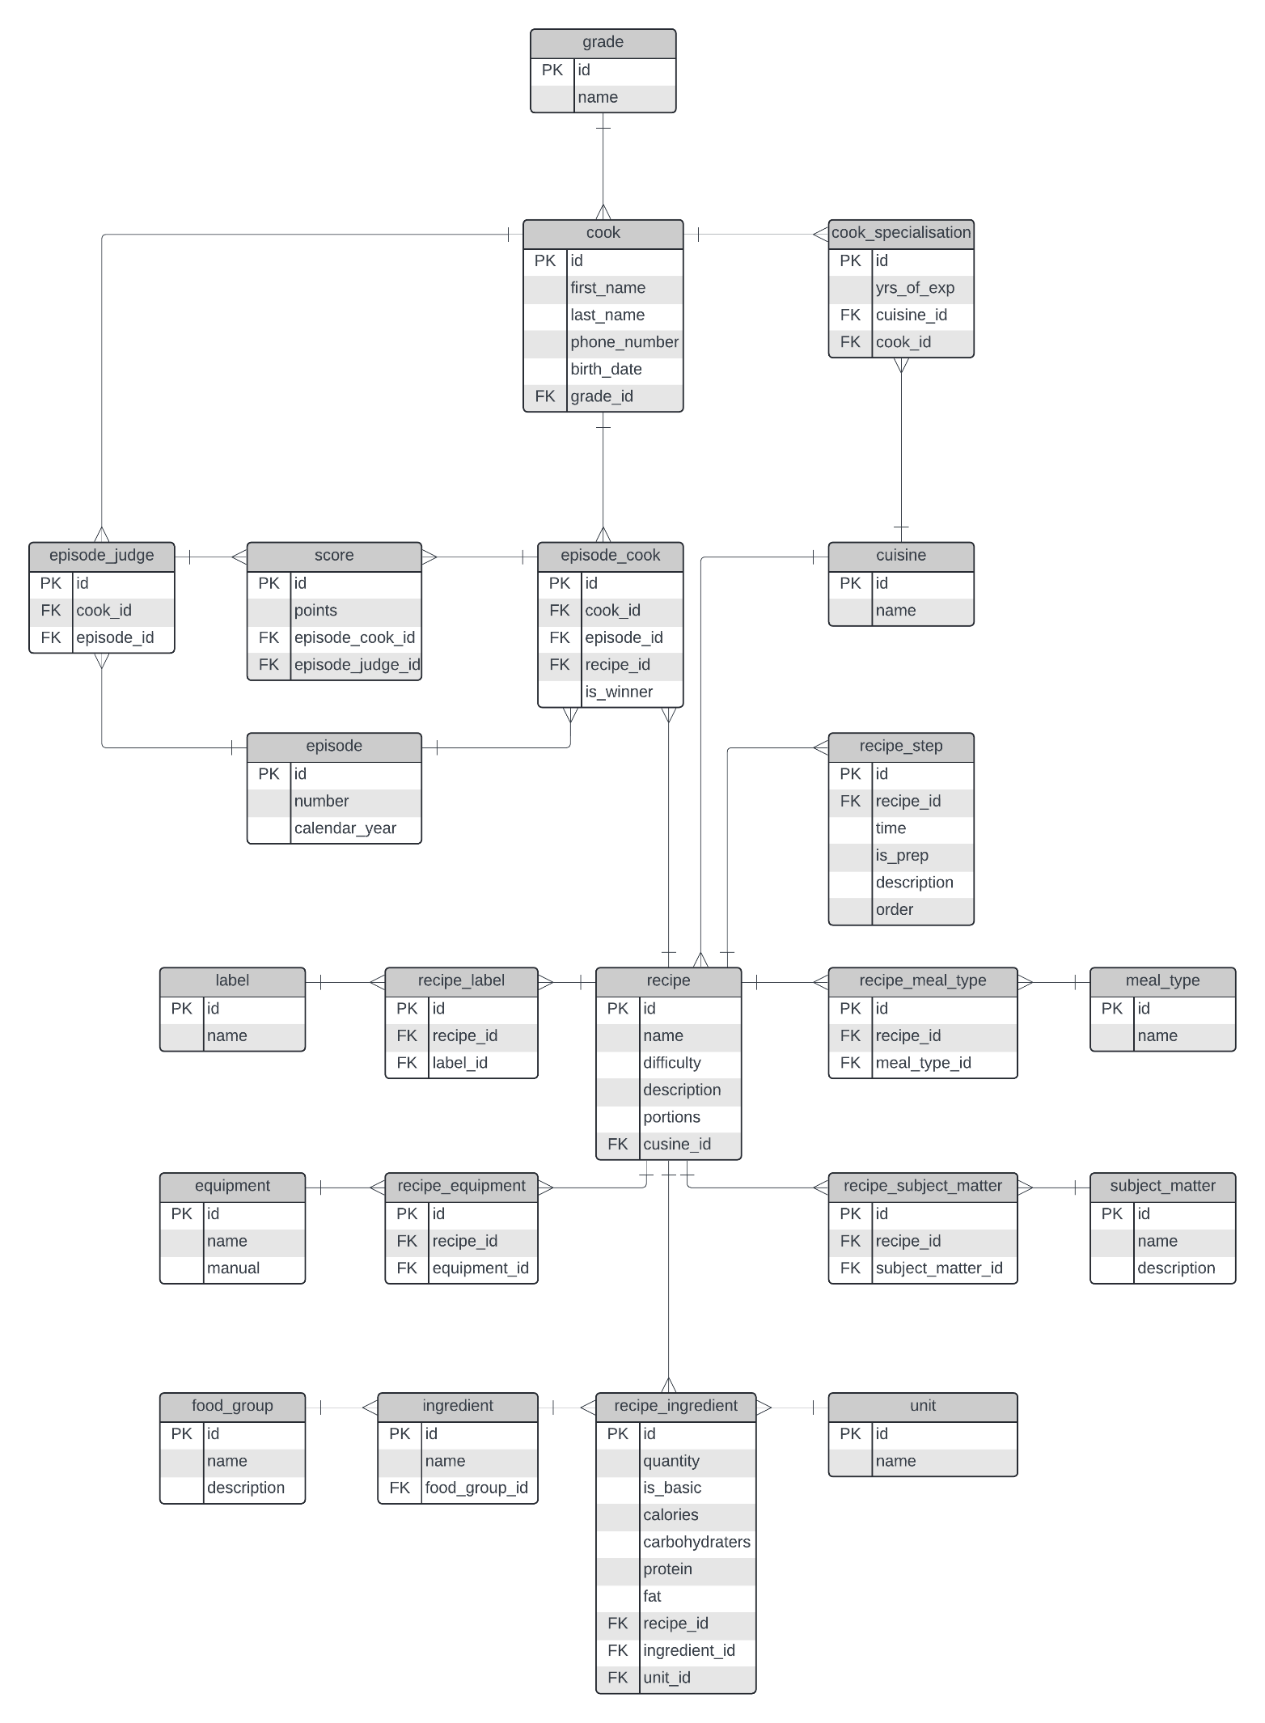 grade
PK id
name
cook
PK id
first_name
last_name
phone_number
birth_date
FK grade_id
cook_specialisation
PK id
yrs_of_exp
FK cuisine_id
FK cook_id
episode_judge
PK id
FK cook_id
FK episode_id
score
PK id
points
FK episode_cook_id
FK episode_judge_id
episode_cook
PK id
FK cook_id
FK episode_id
FK recipe_id
is_winner
cuisine
PK id
name
episode
PK id
number
calendar_year
recipe_step
PK id
FK recipe_id
time
is_prep
description
order
label
PK id
name
recipe_label
PK id
FK recipe_id
FK label_id
recipe
PK id
name
difficulty
description
portions
FK cusine_id
recipe_meal_type
PK id
FK recipe_id
FK meal_type_id
meal_type
PK id
name
equipment
PK id
name
manual
recipe_equipment
PK id
FK recipe_id
FK equipment_id
recipe_subject_matter
PK id
FK recipe_id
FK subject_matter_id
subject_matter
PK id
name
description
food_group
PK id
name
description
ingredient
PK id
name
FK food_group_id
recipe_ingredient
PK id
quantity
is_basic
calories
carbohydraters
protein
fat
FK recipe_id
FK ingredient_id
FK unit_id
unit
PK id
name